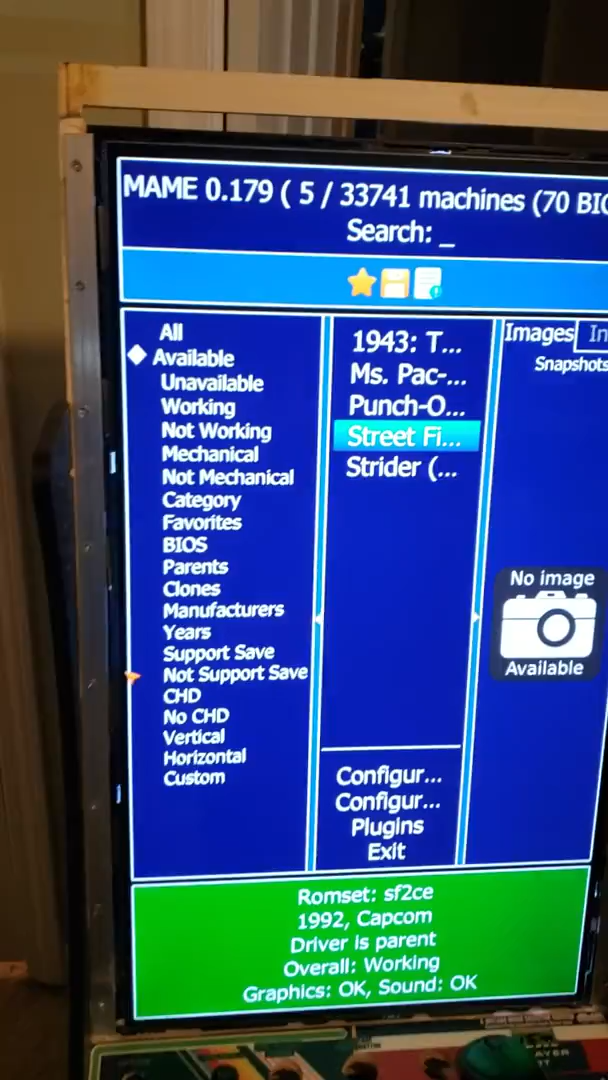 MAME 0.179 ( 5 / 33741 machines (70 BIO
Search: _
All
Available
Unavailable
Working
Not Working
Mechanical
Not Mechanical
Category
Favorites
BIOS
Parents
Clones
Manufacturers
Years
Support Save
Not Support Save
CHD
No CHD
Vertical
Horizontal
Custom
1943: T...
Ms. Pac-...
Punch-O...
Street Fi...
Strider (...
Configur...
Configur...
Plugins
Exit
Images In
Snapshots
No image
Available
Romset: sf2ce
1992, Capcom
Driver is parent
Overall: Working
Graphics: OK, Sound: OK